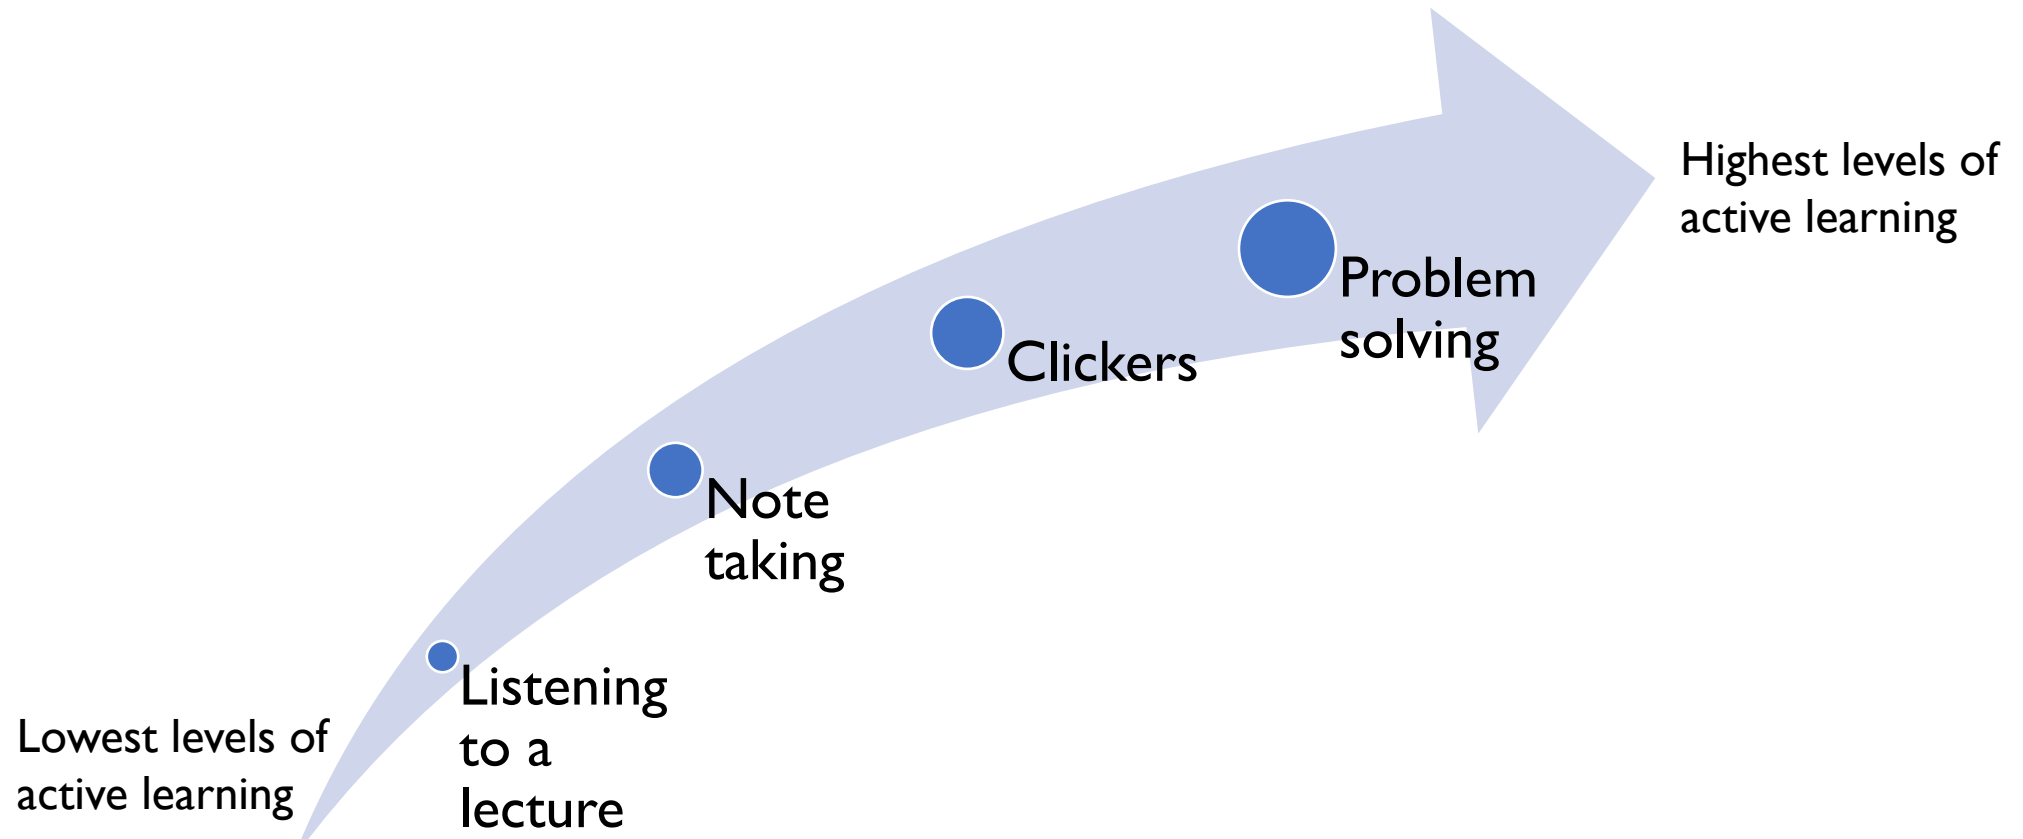 Highest levels of
active learning
Problem
solving
Clickers
Note
taking
Listening
to a
lecture
Lowest levels of
active learning